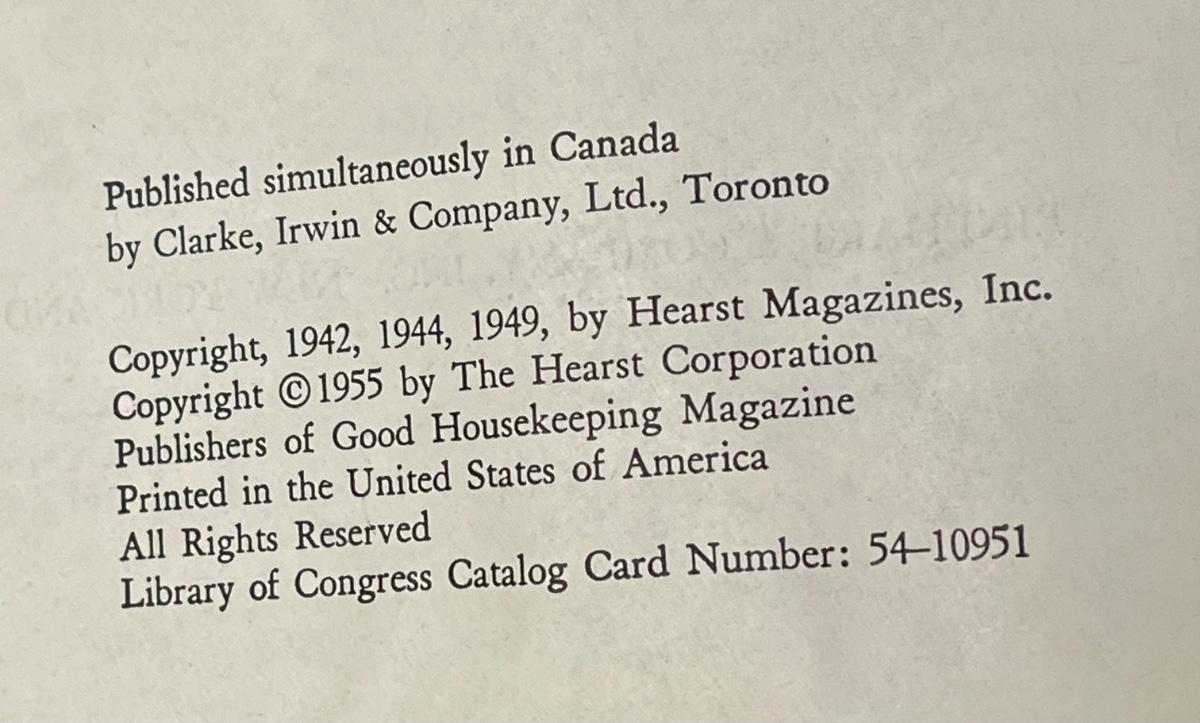 Published simultaneously in Canada
by Clarke, Irwin & Company, Ltd., Toronto
Copyright, 1942, 1944, 1949, by Hearst Magazines, Inc.
Copyright ©1955 by The Hearst Corporation
Publishers of Good Housekeeping Magazine
Printed in the United States of America
All Rights Reserved
Library of Congress Catalog Card Number: 54–10951